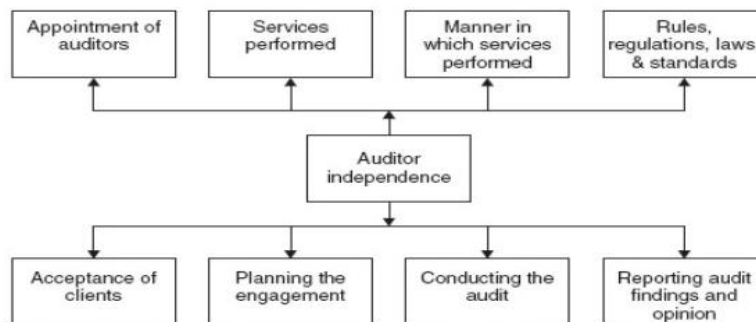 Appointment of
auditors
Services
performed
Manner in
which services
performed
Rules,
regulations, laws
& standards
Auditor
independence
Acceptance of
clients
Planning the
engagement
Conducting the
audit
Reporting audit
findings and
opinion